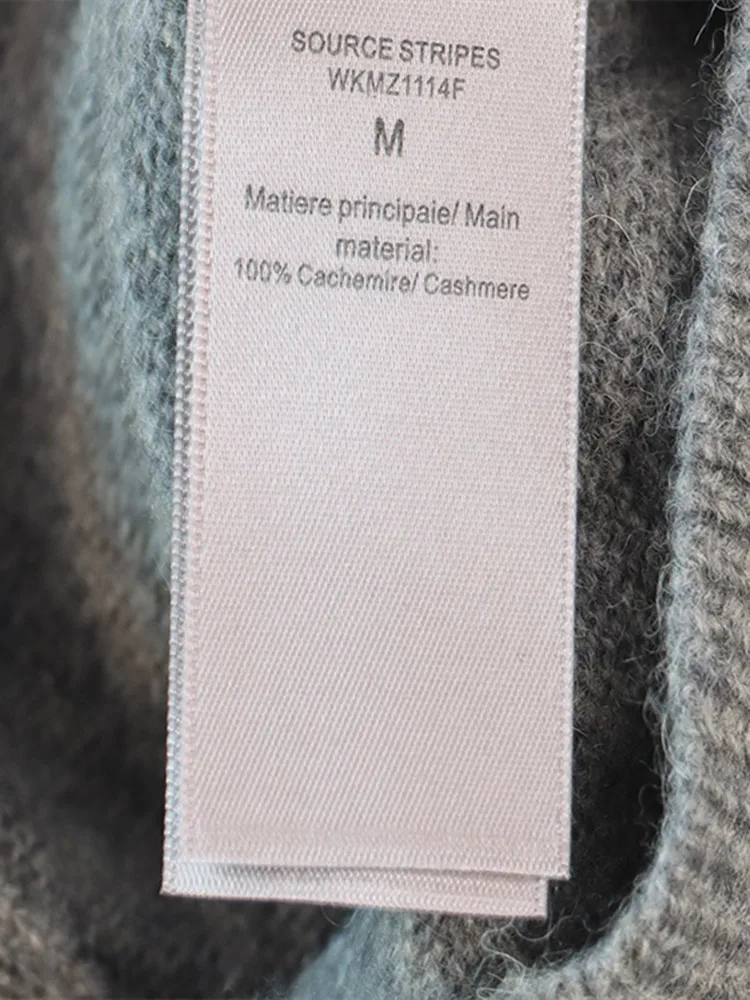 SOURCE STRIPES
WKMZ1114F
M
Matiere principaie/ Main
material:
100% Cachemire/ Cashmere